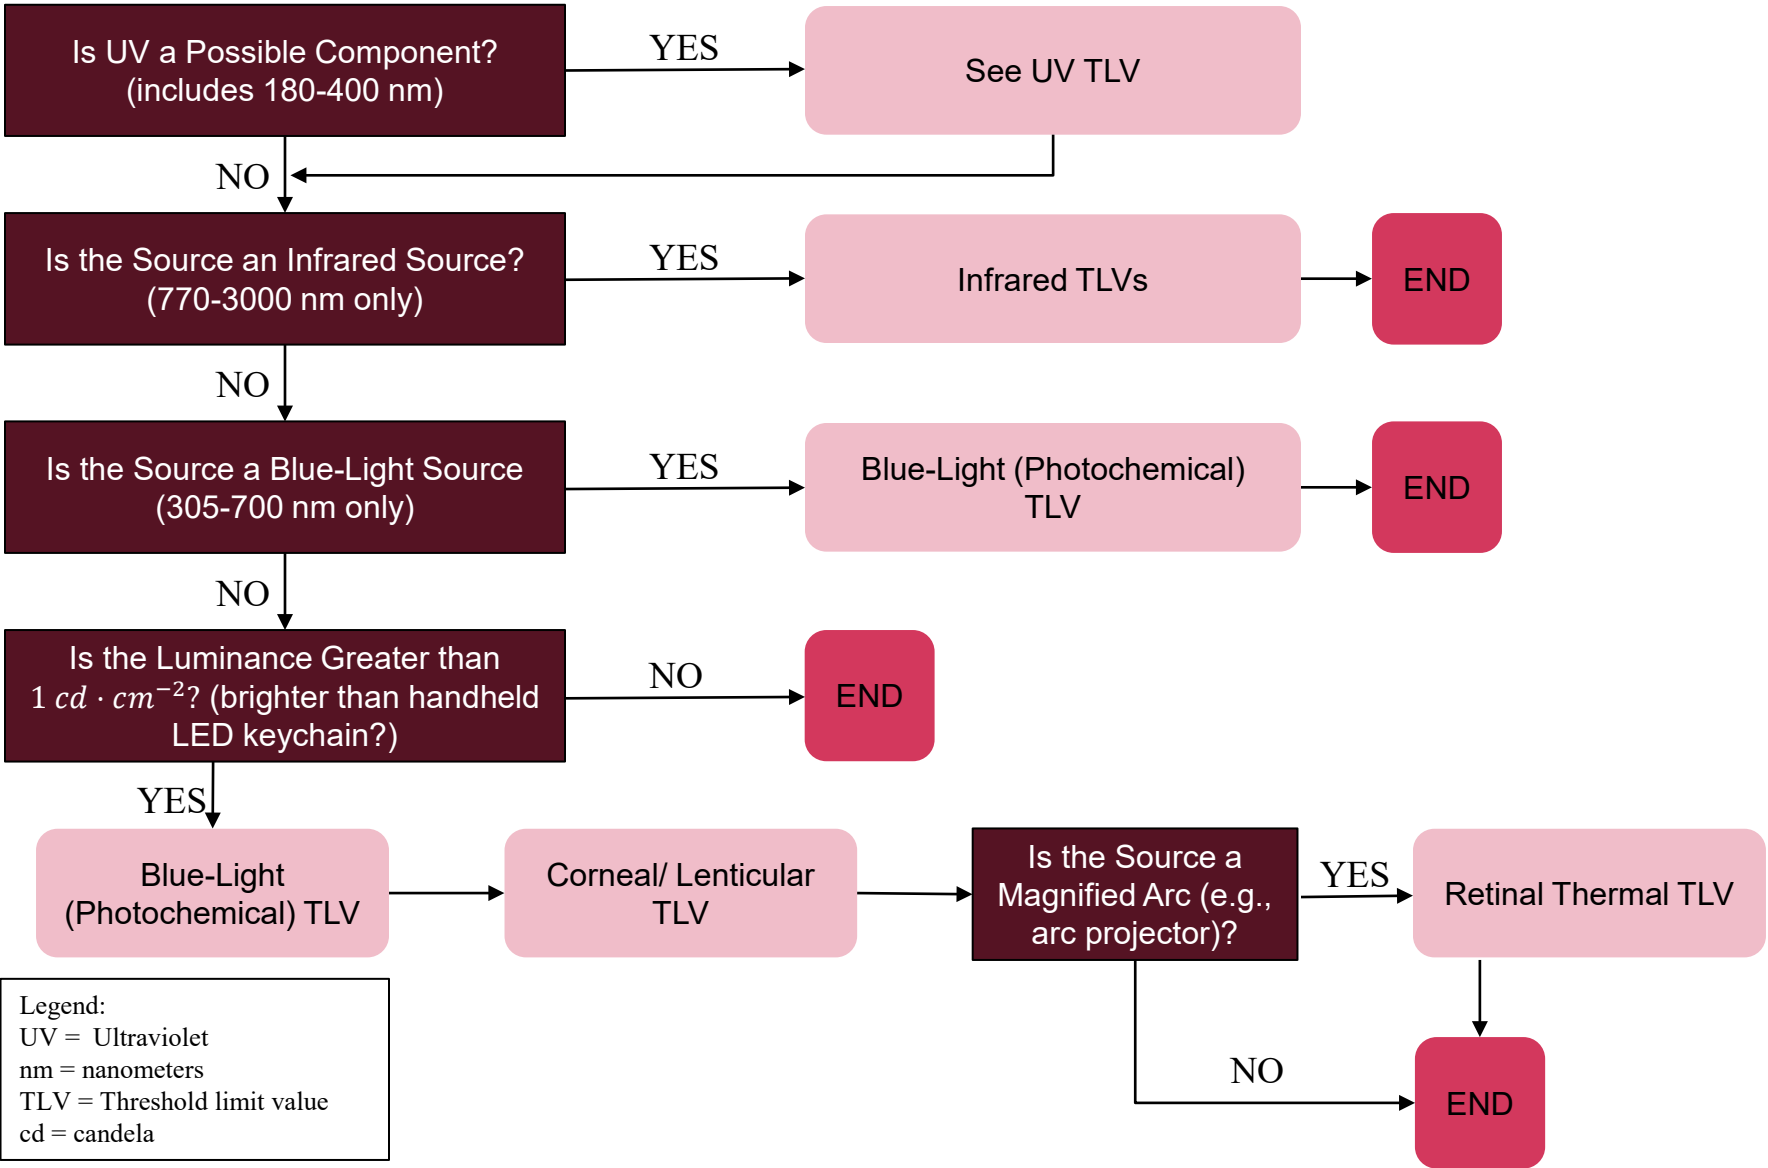 Is UV a Possible Component?
(includes 180-400 nm)
YES
See UV TLV
NO
Is the Source an Infrared Source?
(770-3000 nm only)
YES
Infrared TLVs
END
NO
Is the Source a Blue-Light Source
(305-700 nm only)
YES
Blue-Light (Photochemical)
TLV
END
NO
Is the Luminance Greater than
1 cd · cm⁻²? (brighter than handheld
LED keychain?)
NO
END
YES
Blue-Light
(Photochemical) TLV
Corneal/ Lenticular
TLV
Is the Source a
Magnified Arc (e.g.,
arc projector)?
YES
Retinal Thermal TLV
NO
END
Legend:
UV = Ultraviolet
nm = nanometers
TLV = Threshold limit value
cd = candela